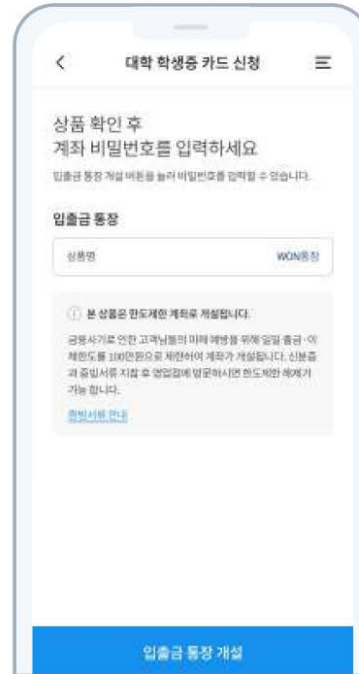 대학 학생증 카드 신청
상품 확인 후
계좌 비밀번호를 입력하세요
입출금 통장 개설 버튼을 눌러 비밀번호를 입력할 수 있습니다.
입출금 통장
상품명 WON통장
본 상품은 한도제한 계좌로 개설됩니다.
금융사기로 인한 고객님들의 피해 예방을 위해 일일 출금·이
체한도를 100만원으로 제한하여 계좌가 개설됩니다. 신분증
과 증빙서류 지참 후 영업점에 방문하시면 한도제한 해제가
가능 합니다.
증빙서류 안내
입출금 통장 개설